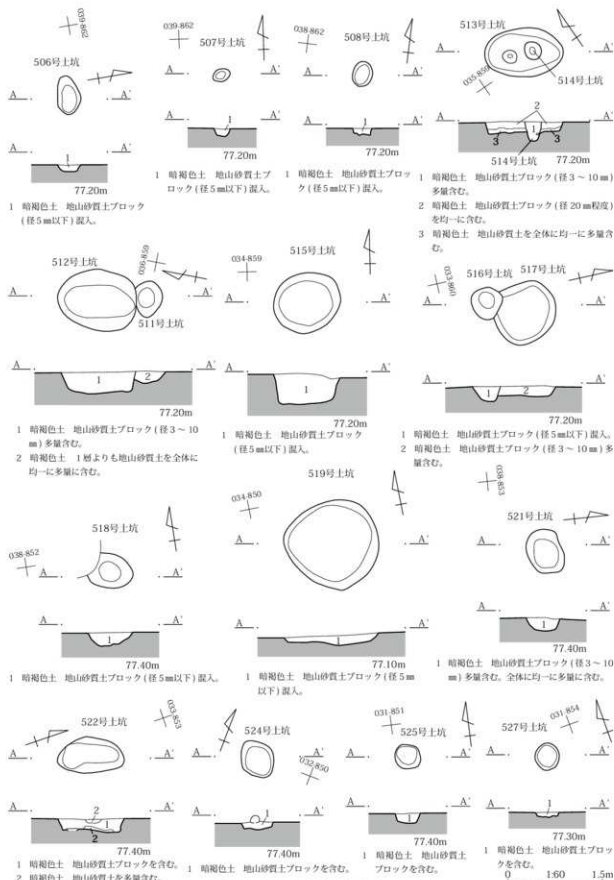 039-862
506号土坑
A
A'
A
A'
1
77.20m
1 暗褐色土 地山砂質土ブロック
(径5㎜以下)混入。
039-862
507号土坑
A
A'
A
A'
1
77.20m
1 暗褐色土 地山砂質土ブ
ロック(径5㎜以下)混入。
038-862
508号土坑
A
A'
A
A'
1
77.20m
1 暗褐色土 地山砂質土ブロッ
ク(径5㎜以下)混入。
513号土坑
A
A'
035-859
514号土坑
2
A
A'
1
3
3
514号土坑
77.20m
1 暗褐色土 地山砂質土ブロック(径3～10㎜)
多量含む。
2 暗褐色土 地山砂質土ブロック(径20㎜程度)
を均一に含む。
3 暗褐色土 地山砂質土を全体に均一に多量含
む。
512号土坑
036-859
A
A'
511号土坑
A
A'
1
2
77.20m
1 暗褐色土 地山砂質土ブロック(径3～10
㎜)多量含む。
2 暗褐色土 1層よりも地山砂質土を全体に
均一に多量に含む。
515号土坑
034-859
A
A'
A
A'
1
77.20m
1 暗褐色土 地山砂質土ブロック
(径5㎜以下)混入。
033-860
516号土坑
517号土坑
A
A'
A
A'
1
2
77.20m
1 暗褐色土 地山砂質土ブロック(径5㎜以下)混入。
2 暗褐色土 地山砂質土ブロック(径3～10㎜)多
量含む。
518号土坑
038-852
A
A'
A
A'
1
77.40m
1 暗褐色土 地山砂質土ブロック(径5㎜以下)混入。
519号土坑
034-850
A
A'
A
A'
1
77.10m
1 暗褐色土 地山砂質土ブロック(径5㎜
以下)混入。
038-853
521号土坑
A
A'
A
A'
1
77.40m
1 暗褐色土 地山砂質土ブロック(径3～10
㎜)多量含む。全体に均一に多量に含む。
522号土坑
033-853
A
A'
A
A'
2
1
2
77.40m
1 暗褐色土 地山砂質土ブロックを含む。
2 暗褐色土 地山砂質土を多量含む。
524号土坑
A
A'
032-850
A
A'
1
77.40m
1 暗褐色土 地山砂質土ブロックを含む。
031-851
525号土坑
A
A'
A
A'
1
77.40m
1 暗褐色土 地山砂質土
ブロックを含む。
031-854
527号土坑
A
A'
A
A'
1
77.30m
1 暗褐色土 地山砂質土ブロッ
クを含む。
0 1:60 1.5m